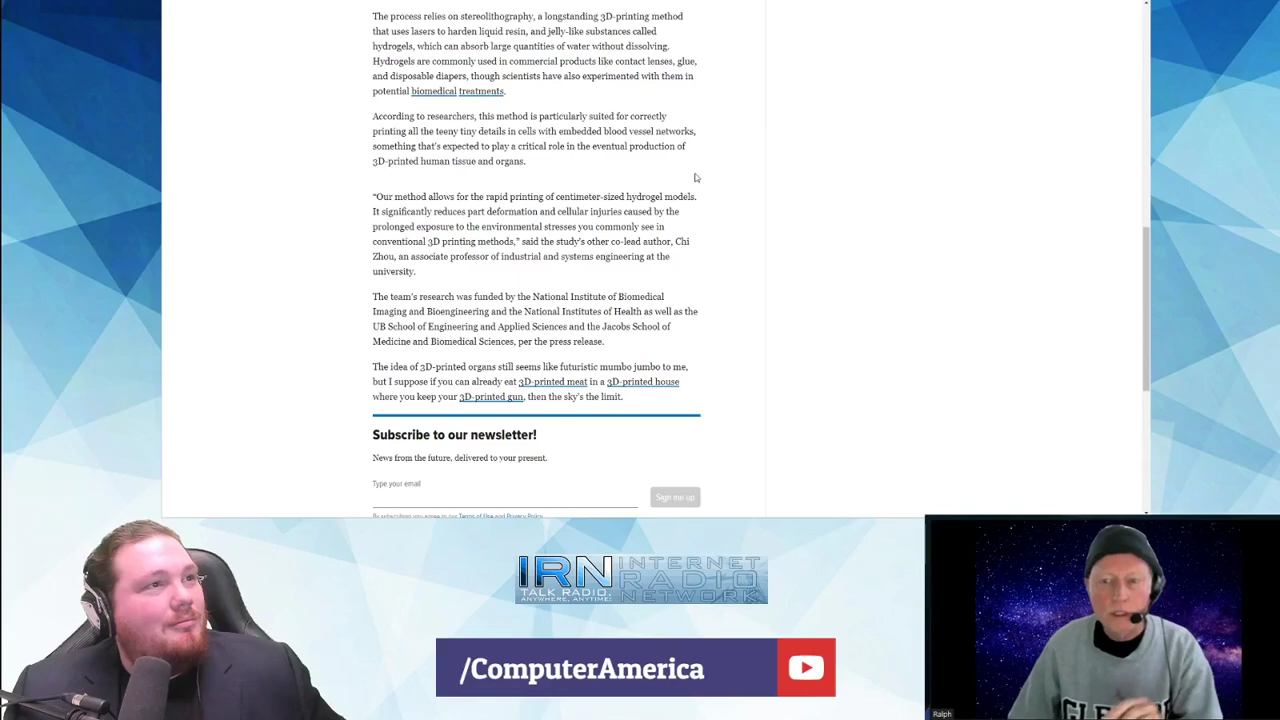 The process relies on stereolithography, a longstanding 3D-printing method
that uses lasers to harden liquid resin, and jelly-like substances called
hydrogels, which can absorb large quantities of water without dissolving.
Hydrogels are commonly used in commercial products like contact lenses, glue,
and disposable diapers, though scientists have also experimented with them in
potential biomedical treatments.
According to researchers, this method is particularly suited for correctly
printing all the teeny tiny details in cells with embedded blood vessel networks,
something that's expected to play a critical role in the eventual production of
3D-printed human tissue and organs.
“Our method allows for the rapid printing of centimeter-sized hydrogel models.
It significantly reduces part deformation and cellular injuries caused by the
prolonged exposure to the environmental stresses you commonly see in
conventional 3D printing methods,” said the study's other co-lead author, Chi
Zhou, an associate professor of industrial and systems engineering at the
university.
The team's research was funded by the National Institute of Biomedical
Imaging and Bioengineering and the National Institutes of Health as well as the
UB School of Engineering and Applied Sciences and the Jacobs School of
Medicine and Biomedical Sciences, per the press release.
The idea of 3D-printed organs still seems like futuristic mumbo jumbo to me,
but I suppose if you can already eat 3D-printed meat in a 3D-printed house
where you keep your 3D-printed gun, then the sky's the limit.
Subscribe to our newsletter!
News from the future, delivered to your present.
Type your email
Sign me up
By subscribing you agree to our Terms of Use and Privacy Policy.
IRN INTERNET
RADIO
TALK RADIO. NETWORK
ANYWHERE, ANYTIME.
/ComputerAmerica
Ralph